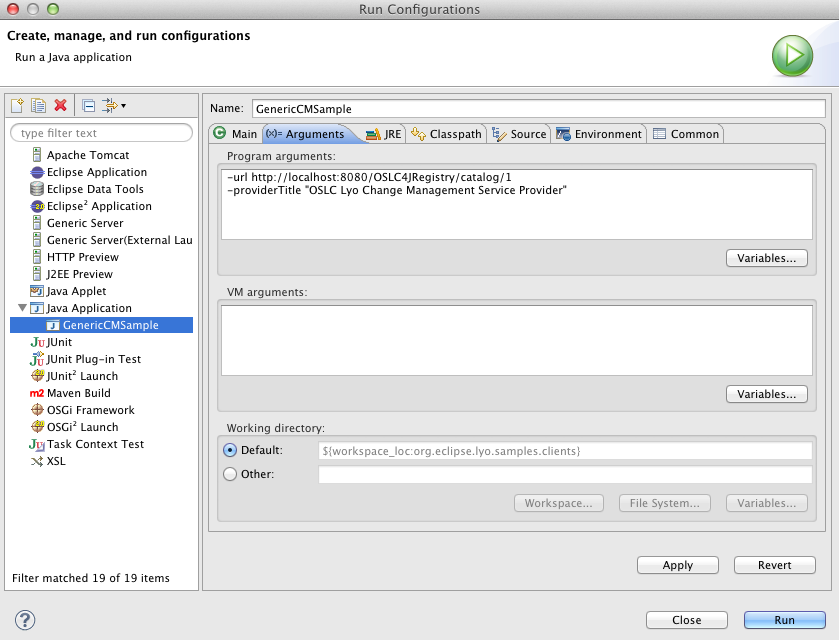 Run Configurations
Create, manage, and run configurations
Run a Java application
type filter text
Apache Tomcat
Eclipse Application
Eclipse Data Tools
Eclipse² Application
Generic Server
Generic Server(External Lau
HTTP Preview
J2EE Preview
Java Applet
Java Application
GenericCMSample
JUnit
JUnit Plug-in Test
JUnit² Launch
m2 Maven Build
OSGi Framework
OSGi² Launch
Task Context Test
XSL
Filter matched 19 of 19 items
Name: GenericCMSample
Main (x)= Arguments JRE Classpath Source Environment Common
Program arguments:
-url http://localhost:8080/OSLC4JRegistry/catalog/1
-providerTitle "OSLC Lyo Change Management Service Provider"
Variables...
VM arguments:
Variables...
Working directory:
Default: ${workspace_loc:org.eclipse.lyo.samples.clients}
Other:
Workspace... File System... Variables...
Apply Revert
? Close Run